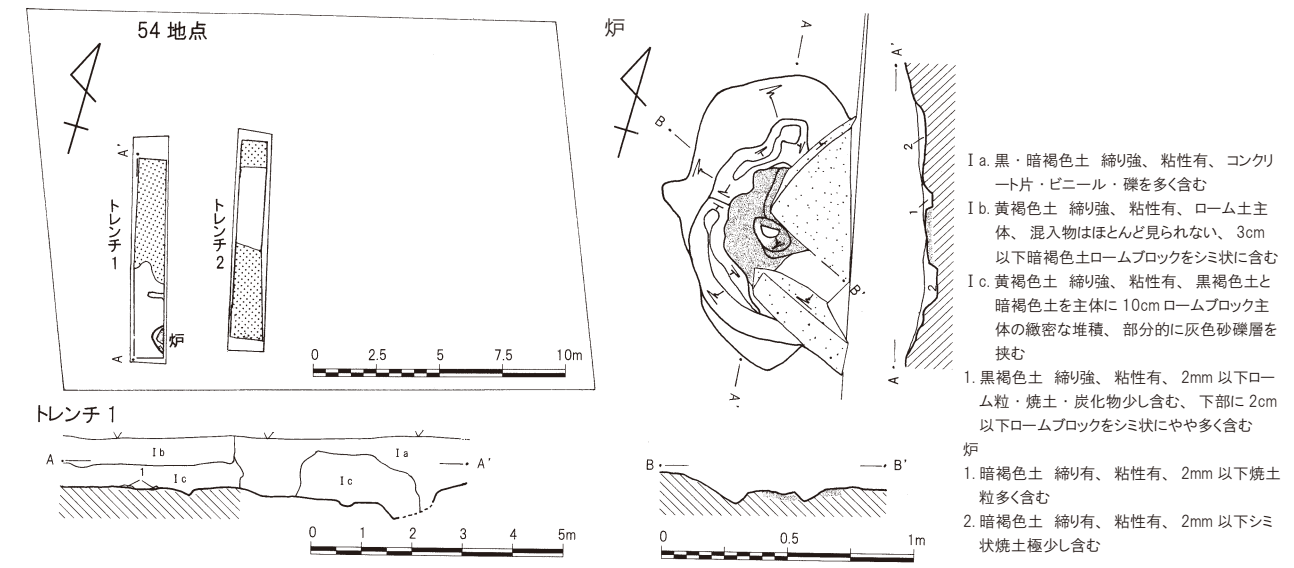 54 地点
A'
トレンチ 1
トレンチ 2
炉
A
0 2.5 5 7.5 10m
トレンチ 1
A A'
Ⅰb
Ⅰa
Ⅰc
Ⅰc
1
0 1 2 3 4 5m
炉
A
B
B'
A'
A'
2
1
2
A
B B'
0 0.5 1m
Ⅰa. 黒・暗褐色土 締り強、粘性有、コンクリ
ート片・ビニール・礫を多く含む
Ⅰb. 黄褐色土 締り強、粘性有、ローム土主
体、混入物はほとんど見られない、3cm
以下暗褐色土ロームブロックをシミ状に含む
Ⅰc. 黄褐色土 締り強、粘性有、黒褐色土と
暗褐色土を主体に 10cm ロームブロック主
体の緻密な堆積、部分的に灰色砂礫層を
挟む
1. 黒褐色土 締り強、粘性有、2mm 以下ロー
ム粒・焼土・炭化物少し含む、下部に 2cm
以下ロームブロックをシミ状にやや多く含む
炉
1. 暗褐色土 締り有、粘性有、2mm 以下焼土
粒多く含む
2. 暗褐色土 締り有、粘性有、2mm 以下シミ
状焼土極少し含む